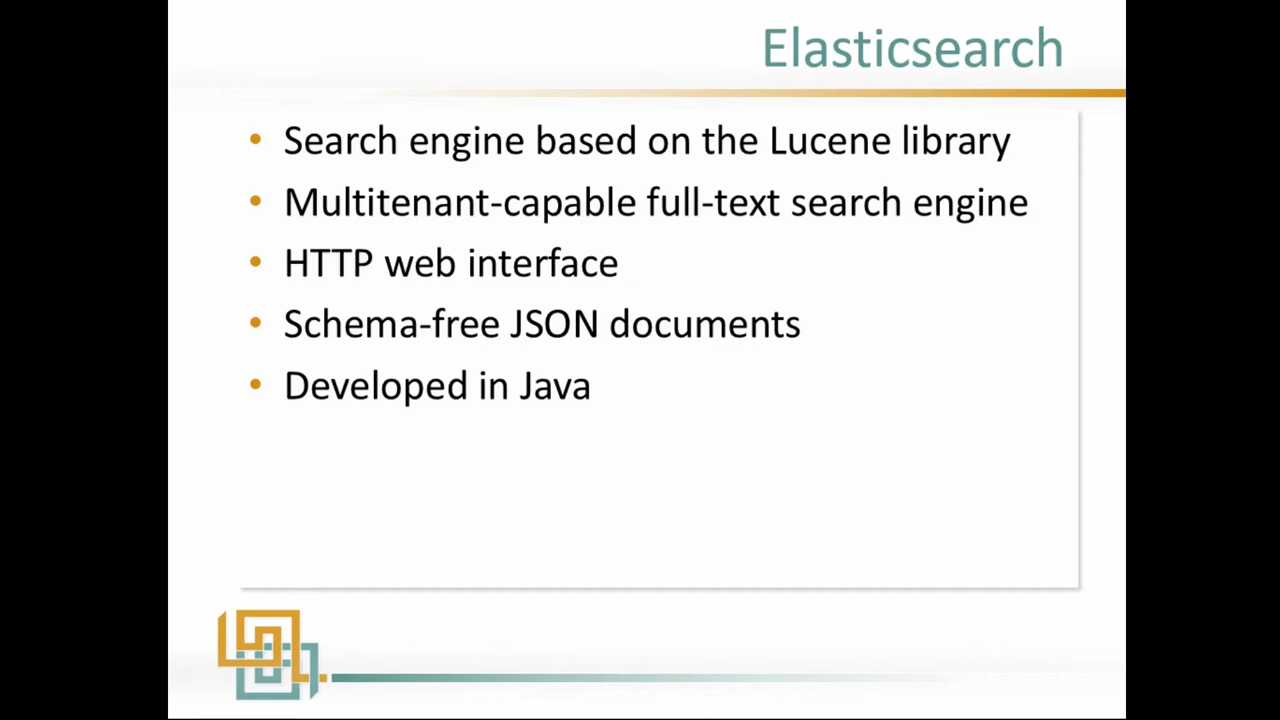 Elasticsearch
• Search engine based on the Lucene library
• Multitenant-capable full-text search engine
• HTTP web interface
• Schema-free JSON documents
• Developed in Java